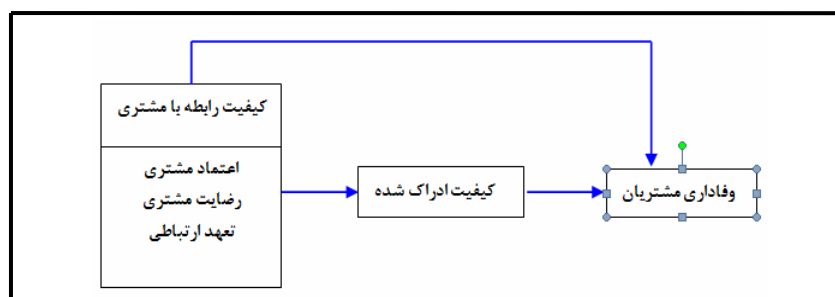 کیفیت رابطه با مشتری
اعتماد مشتری
رضایت مشتری
تعهد ارتباطی
کیفیت ادراک شده
وفاداری مشتریان